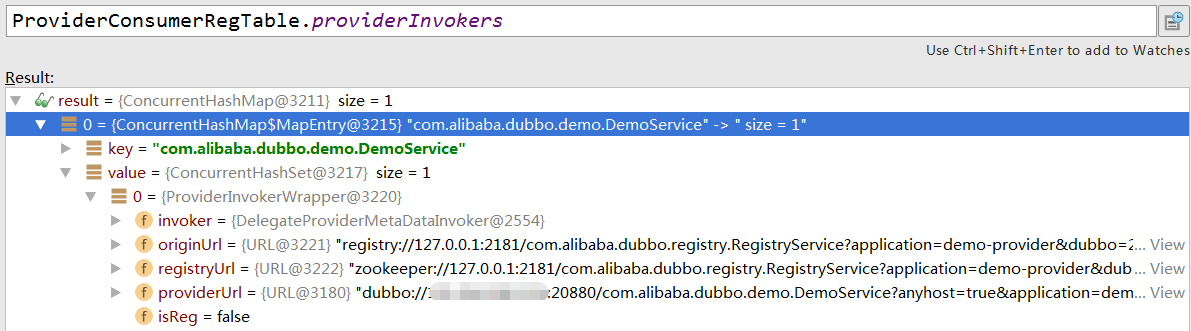 ProviderConsumerRegTable.providerInvokers
Use Ctrl+Shift+Enter to add to Watches
Result:
result = {ConcurrentHashMap@3211} size = 1
0 = {ConcurrentHashMap$MapEntry@3215} "com.alibaba.dubbo.demo.DemoService" -> " size = 1"
key = "com.alibaba.dubbo.demo.DemoService"
value = {ConcurrentHashSet@3217} size = 1
0 = {ProviderInvokerWrapper@3220}
f invoker = {DelegateProviderMetaDataInvoker@2554}
f originUrl = {URL@3221} "registry://127.0.0.1:2181/com.alibaba.dubbo.registry.RegistryService?application=demo-provider&dubbo=2... View
f registryUrl = {URL@3222} "zookeeper://127.0.0.1:2181/com.alibaba.dubbo.registry.RegistryService?application=demo-provider&dub... View
f providerUrl = {URL@3180} "dubbo:// :20880/com.alibaba.dubbo.demo.DemoService?anyhost=true&application=dem... View
f isReg = false